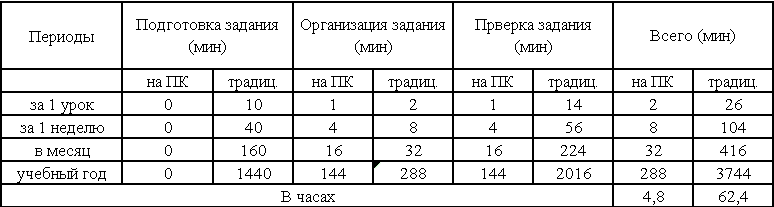 Периоды Подготовка задания (мин) Организация задания (мин) Прверка задания (мин) Всего (мин)
на ПК традиц. на ПК традиц. на ПК традиц. на ПК традиц.
за 1 урок 0 10 1 2 1 14 2 26
за 1 неделю 0 40 4 8 4 56 8 104
в месяц 0 160 16 32 16 224 32 416
учебный год 0 1440 144 288 144 2016 288 3744
В часах 4,8 62,4